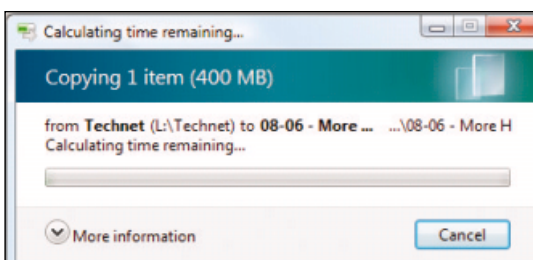 Calculating time remaining...
Copying 1 item (400 MB)
from Technet (L:\Technet) to 08-06 - More ... ...\08-06 - More H
Calculating time remaining...
More information
Cancel